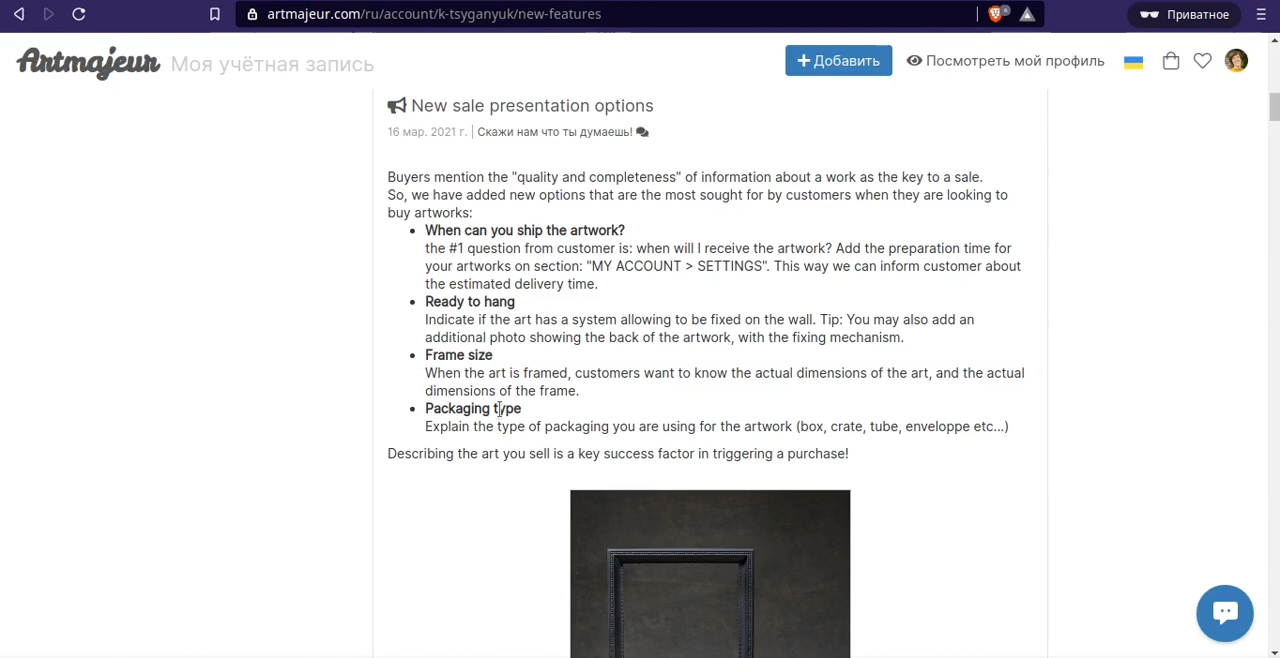 artmajeur.com/ru/account/k-tsyganyuk/new-features
6
Приватное
Artmajeur Моя учётная запись
+ Добавить
Посмотреть мой профиль
New sale presentation options
16 мар. 2021 г. | Скажи нам что ты думаешь!
Buyers mention the "quality and completeness" of information about a work as the key to a sale.
So, we have added new options that are the most sought for by customers when they are looking to
buy artworks:
• When can you ship the artwork?
the #1 question from customer is: when will I receive the artwork? Add the preparation time for
your artworks on section: "MY ACCOUNT > SETTINGS". This way we can inform customer about
the estimated delivery time.
• Ready to hang
Indicate if the art has a system allowing to be fixed on the wall. Tip: You may also add an
additional photo showing the back of the artwork, with the fixing mechanism.
• Frame size
When the art is framed, customers want to know the actual dimensions of the art, and the actual
dimensions of the frame.
• Packaging type
Explain the type of packaging you are using for the artwork (box, crate, tube, enveloppe etc...)
Describing the art you sell is a key success factor in triggering a purchase!